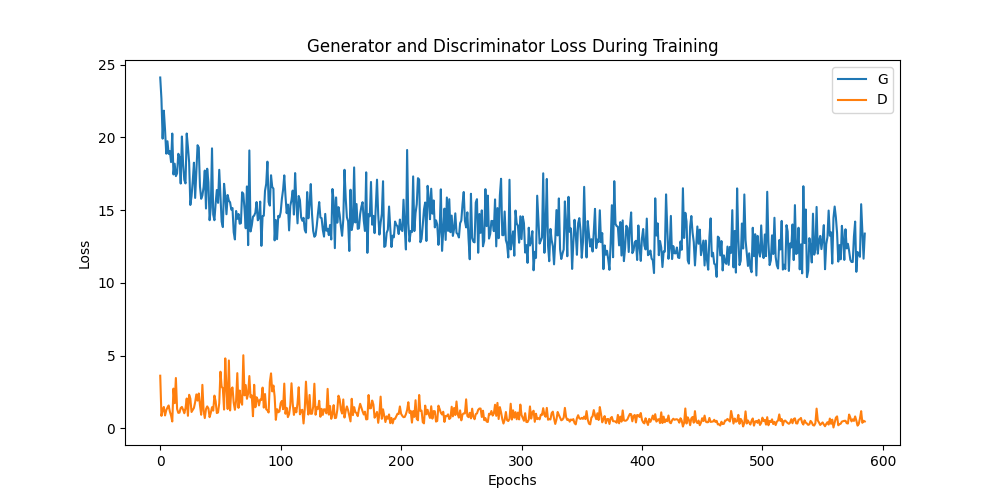 Generator and Discriminator Loss During Training
25
20
15
10
5
0
Loss
G
D
0 100 200 300 400 500 600
Epochs